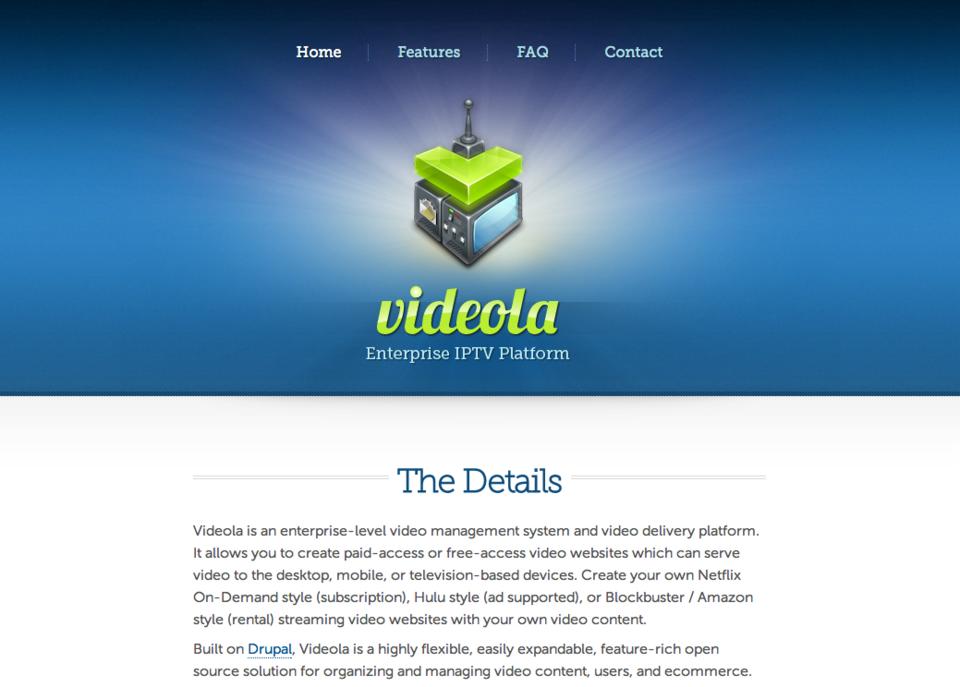 Home Features FAQ Contact
videola
Enterprise IPTV Platform
The Details
Videola is an enterprise-level video management system and video delivery platform.
It allows you to create paid-access or free-access video websites which can serve
video to the desktop, mobile, or television-based devices. Create your own Netflix
On-Demand style (subscription), Hulu style (ad supported), or Blockbuster / Amazon
style (rental) streaming video websites with your own video content.
Built on Drupal, Videola is a highly flexible, easily expandable, feature-rich open
source solution for organizing and managing video content, users, and ecommerce.